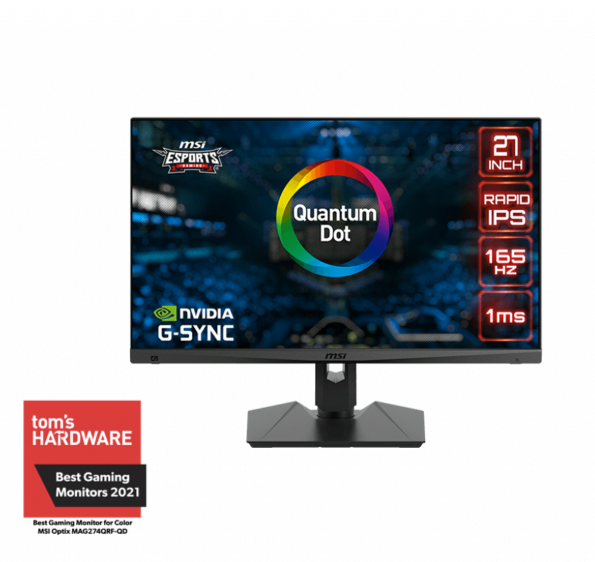 msi
ESPORTS
GAMING
Quantum
Dot
27
INCH
RAPID
IPS
165
HZ
1ms
NVIDIA
G-SYNC
msi
tom's
HARDWARE
Best Gaming
Monitors 2021
Best Gaming Monitor for Color
MSI Optix MAG274QRF-QD